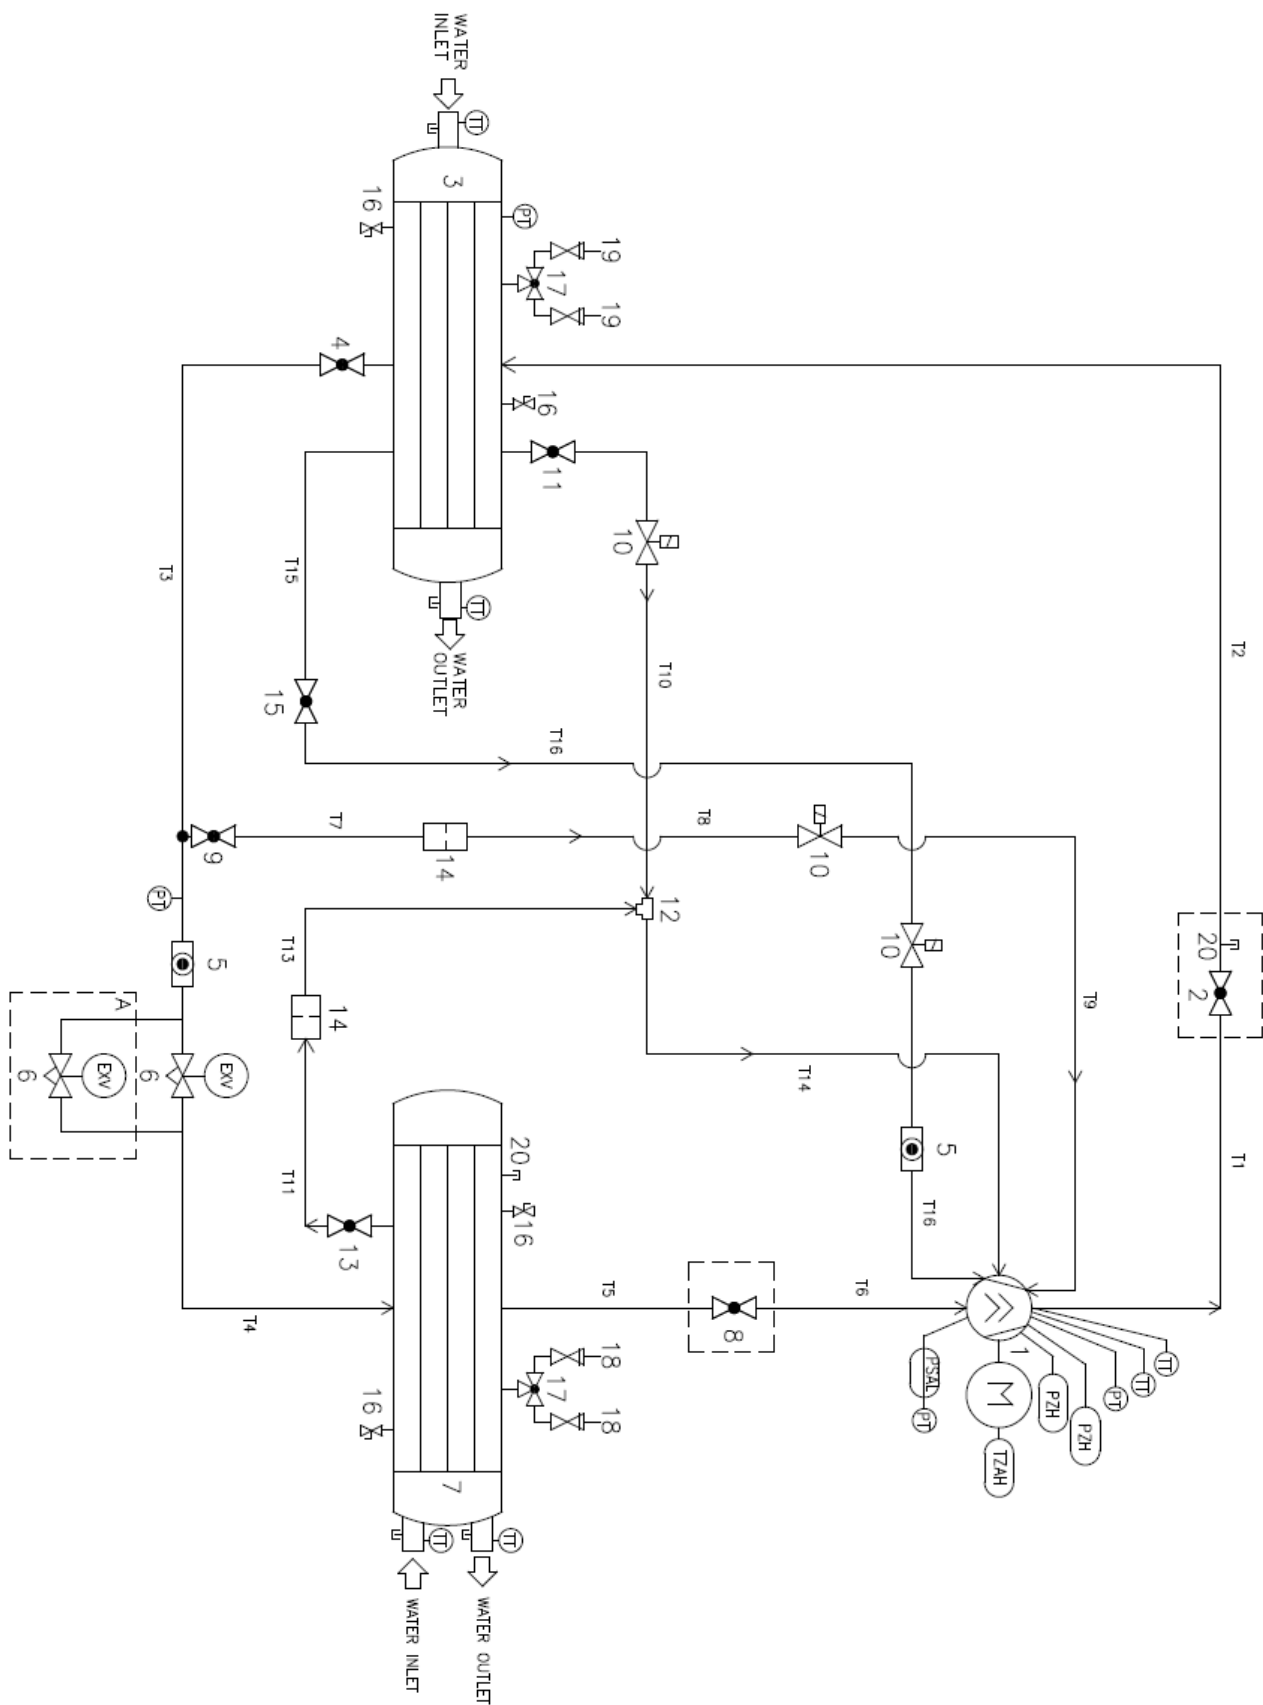 WATER
INLET
TT
3
16
PT
19
17
19
4
16
11
10
T3
T15
TT
WATER
OUTLET
15
T10
T2
T16
9
T7
14
T8
10
PT
12
10
T13
T9
20
2
5
A
14
EXV
6
EXV
6
T14
5
T1
T11
20
13
16
T16
T4
T5
8
T6
1
TT
TT
PT
PZH
PZH
M
TZAH
PSAL
PT
18
17
18
16
7
TT
TT
WATER INLET
WATER OUTLET